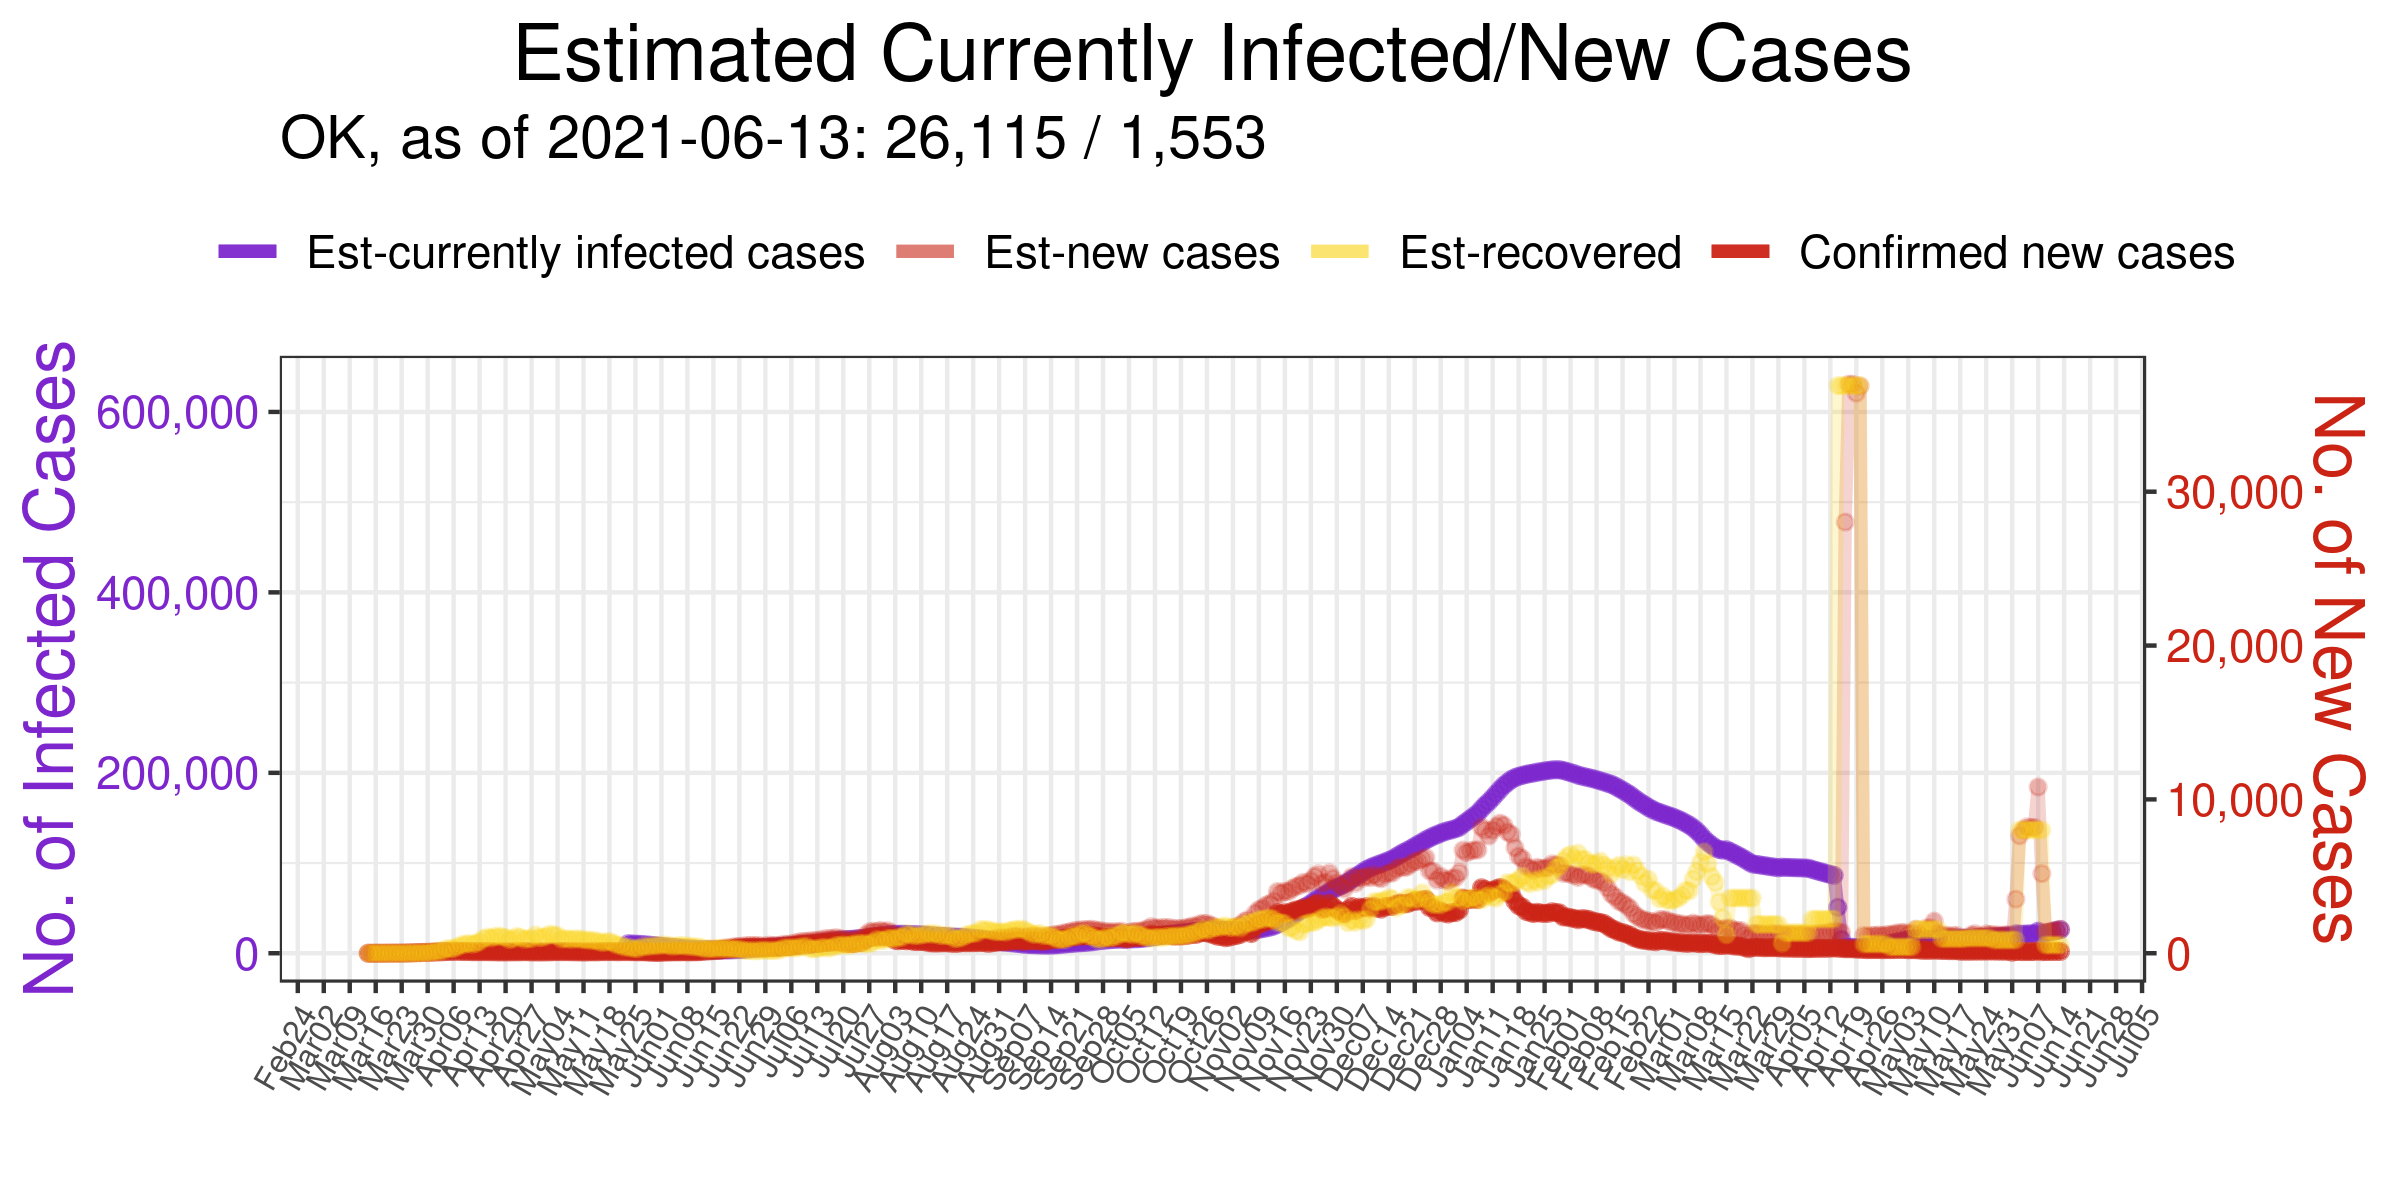 Estimated Currently Infected/New Cases
OK, as of 2021-06-13: 26,115 / 1,553
Est-currently infected cases
Est-new cases
Est-recovered
Confirmed new cases
No. of Infected Cases
600,000
400,000
200,000
0
30,000
20,000
10,000
0
No. of New Cases
Feb24
Mar02
Mar09
Mar16
Mar23
Mar30
Apr06
Apr13
Apr20
Apr27
May04
May11
May18
May25
Jun01
Jun08
Jun15
Jun22
Jun29
Jul06
Jul13
Jul20
Jul27
Aug03
Aug10
Aug17
Aug24
Aug31
Sep07
Sep14
Sep21
Sep28
Oct05
Oct12
Oct19
Oct26
Nov02
Nov09
Nov16
Nov23
Nov30
Dec07
Dec14
Dec21
Dec28
Jan04
Jan11
Jan18
Jan25
Feb01
Feb08
Feb15
Feb22
Mar01
Mar08
Mar15
Mar22
Mar29
Apr05
Apr12
Apr19
Apr26
May03
May10
May17
May24
May31
Jun07
Jun14
Jun21
Jun28
Jul05